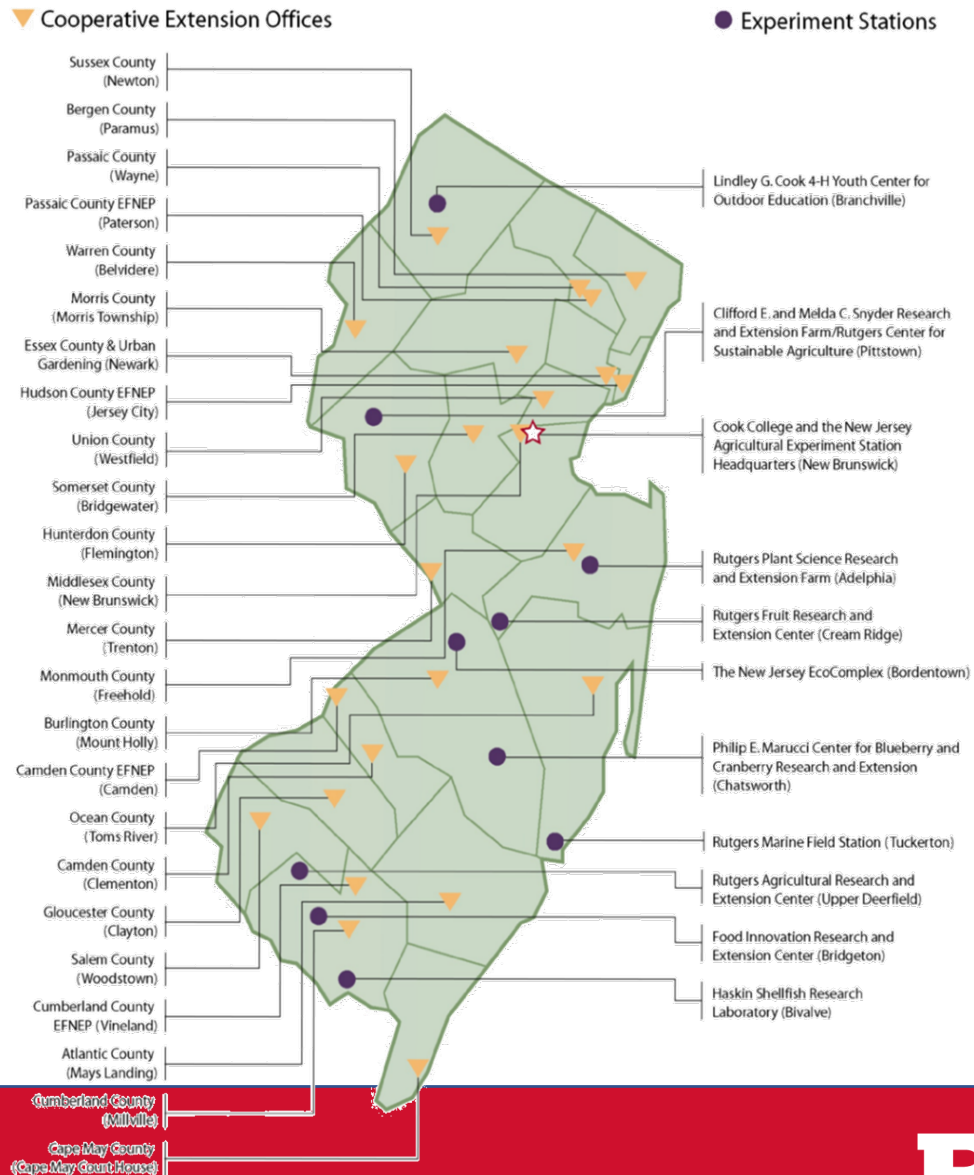 Cooperative Extension Offices
Experiment Stations
Sussex County
(Newton)
Bergen County
(Paramus)
Passaic County
(Wayne)
Passaic County EFNEP
(Paterson)
Warren County
(Belvidere)
Morris County
(Morris Township)
Essex County & Urban
Gardening (Newark)
Hudson County EFNEP
(Jersey City)
Union County
(Westfield)
Somerset County
(Bridgewater)
Hunterdon County
(Flemington)
Middlesex County
(New Brunswick)
Mercer County
(Trenton)
Monmouth County
(Freehold)
Burlington County
(Mount Holly)
Camden County EFNEP
(Camden)
Ocean County
(Toms River)
Camden County
(Clementon)
Gloucester County
(Clayton)
Salem County
(Woodstown)
Cumberland County
EFNEP (Vineland)
Atlantic County
(Mays Landing)
Cumberland County
(Millville)
Cape May County
(Cape May Court House)
Lindley G. Cook 4-H Youth Center for
Outdoor Education (Branchville)
Clifford E. and Melda C. Snyder Research
and Extension Farm/Rutgers Center for
Sustainable Agriculture (Pittstown)
Cook College and the New Jersey
Agricultural Experiment Station
Headquarters (New Brunswick)
Rutgers Plant Science Research
and Extension Farm (Adelphia)
Rutgers Fruit Research and
Extension Center (Cream Ridge)
The New Jersey EcoComplex (Bordentown)
Philip E. Marucci Center for Blueberry and
Cranberry Research and Extension
(Chatsworth)
Rutgers Marine Field Station (Tuckerton)
Rutgers Agricultural Research and
Extension Center (Upper Deerfield)
Food Innovation Research and
Extension Center (Bridgeton)
Haskin Shellfish Research
Laboratory (Bivalve)